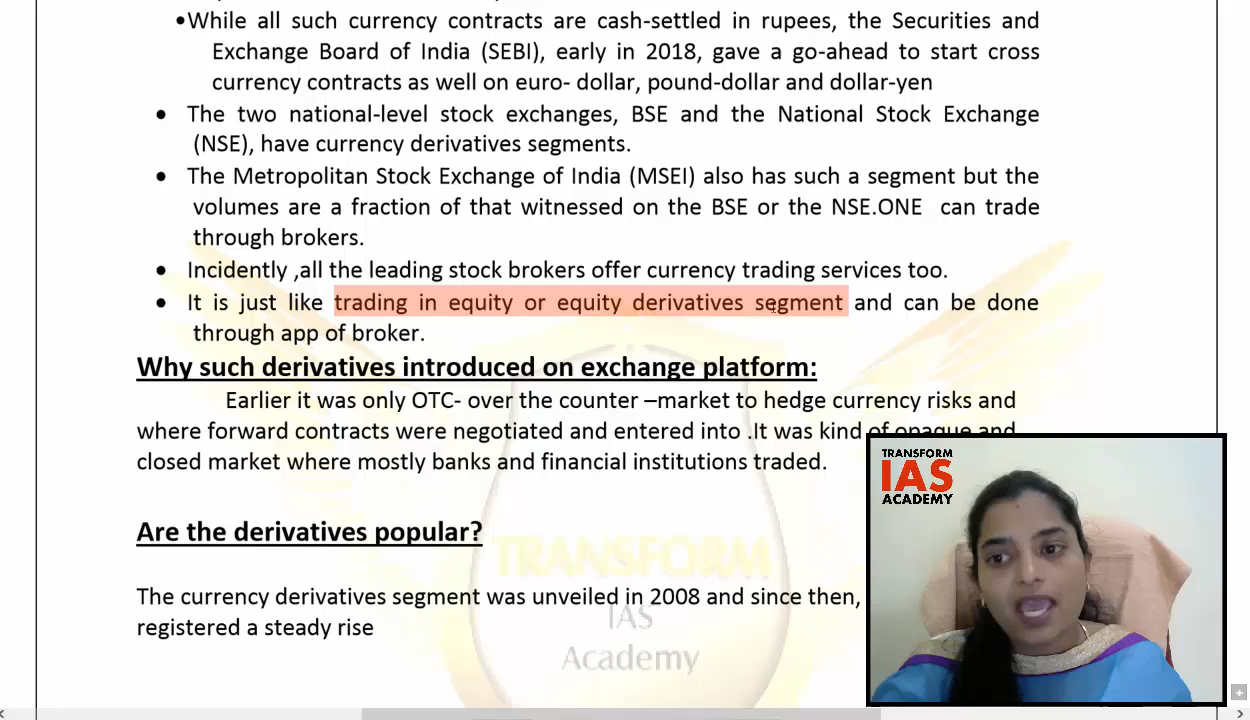 •While all such currency contracts are cash-settled in rupees, the Securities and
Exchange Board of India (SEBI), early in 2018, gave a go-ahead to start cross
currency contracts as well on euro- dollar, pound-dollar and dollar-yen
• The two national-level stock exchanges, BSE and the National Stock Exchange
(NSE), have currency derivatives segments.
• The Metropolitan Stock Exchange of India (MSEI) also has such a segment but the
volumes are a fraction of that witnessed on the BSE or the NSE.ONE can trade
through brokers.
• Incidently ,all the leading stock brokers offer currency trading services too.
• It is just like trading in equity or equity derivatives segment and can be done
through app of broker.
Why such derivatives introduced on exchange platform:
Earlier it was only OTC- over the counter –market to hedge currency risks and
where forward contracts were negotiated and entered into .It was kind of opaque and
closed market where mostly banks and financial institutions traded.
Are the derivatives popular?
The currency derivatives segment was unveiled in 2008 and since then,
registered a steady rise
TRANSFORM
IAS
Academy
TRANSFORM
IAS
ACADEMY